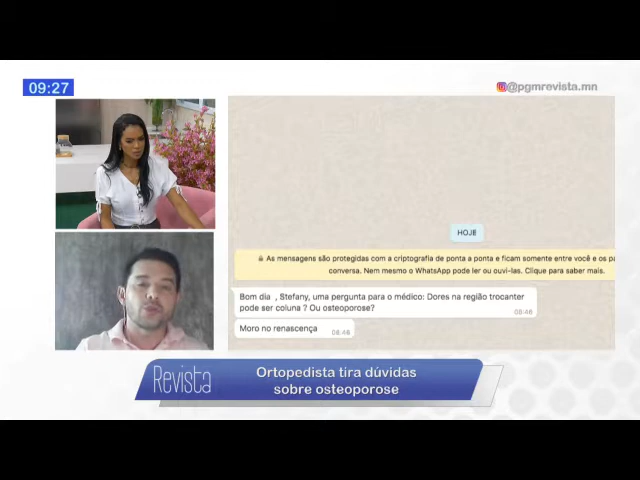 09:27
@pgmrevista.mn
HOJE
As mensagens são protegidas com a criptografia de ponta a ponta e ficam somente entre você e os pa
conversa. Nem mesmo o WhatsApp pode ler ou ouvi-las. Clique para saber mais.
Bom dia , Stefany, uma pergunta para o médico: Dores na região trocanter
pode ser coluna ? Ou osteoporose?
08:46
Moro no renascença
08:46
Revista
Ortopedista tira dúvidas
sobre osteoporose